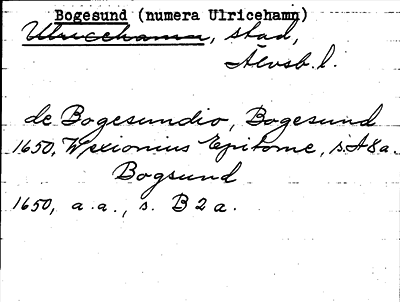 Bogesund (numera Ulricehamn)
Ulricehamn, stad,
Älvsb. l.
de Bogesundio, Bogesund
1650, Wexionius Epitome, s. A8a.
Bogsund
1650, a.a., s. B2a.